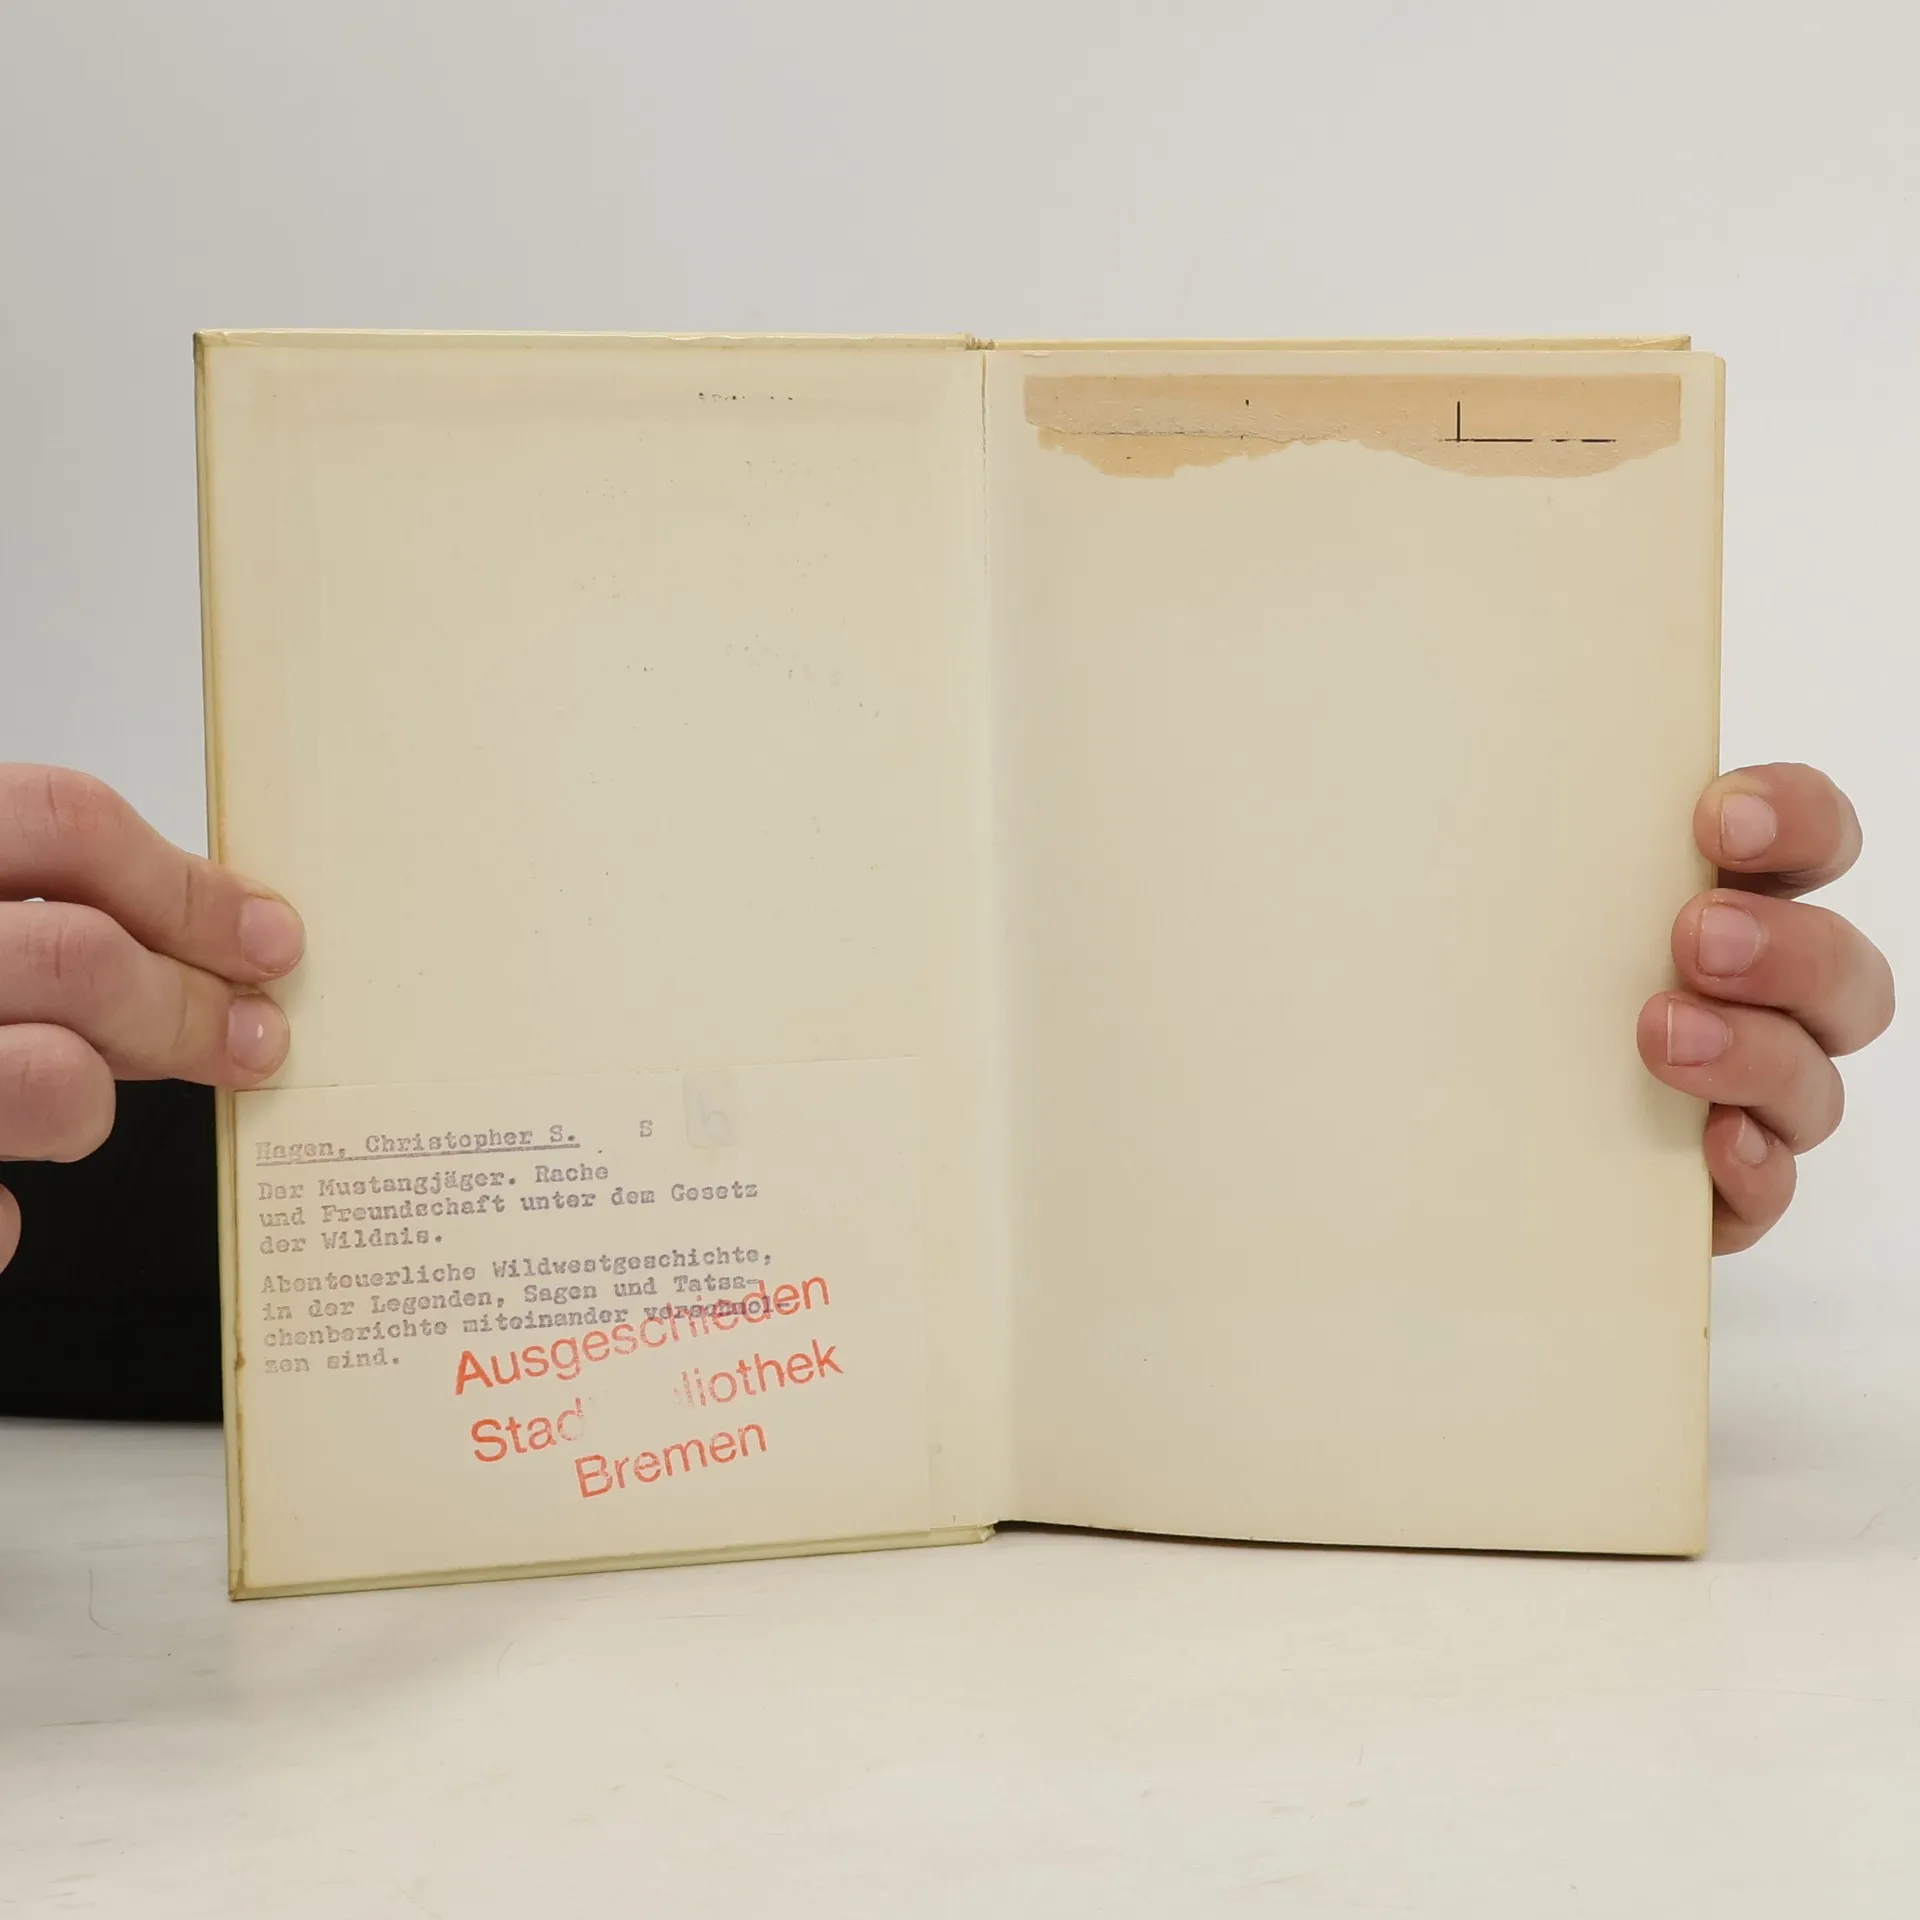 Hagen, Christopher S. S
Der Mustangjäger. Rache
und Freundschaft unter dem Gesetz
der Wildnis.
Abenteuerliche Wildwestgeschichte,
in der Legenden, Sagen und Tatsa-
chenberichte miteinander verschmol-
zen sind.
Ausgeschieden
Stad liothek
Bremen